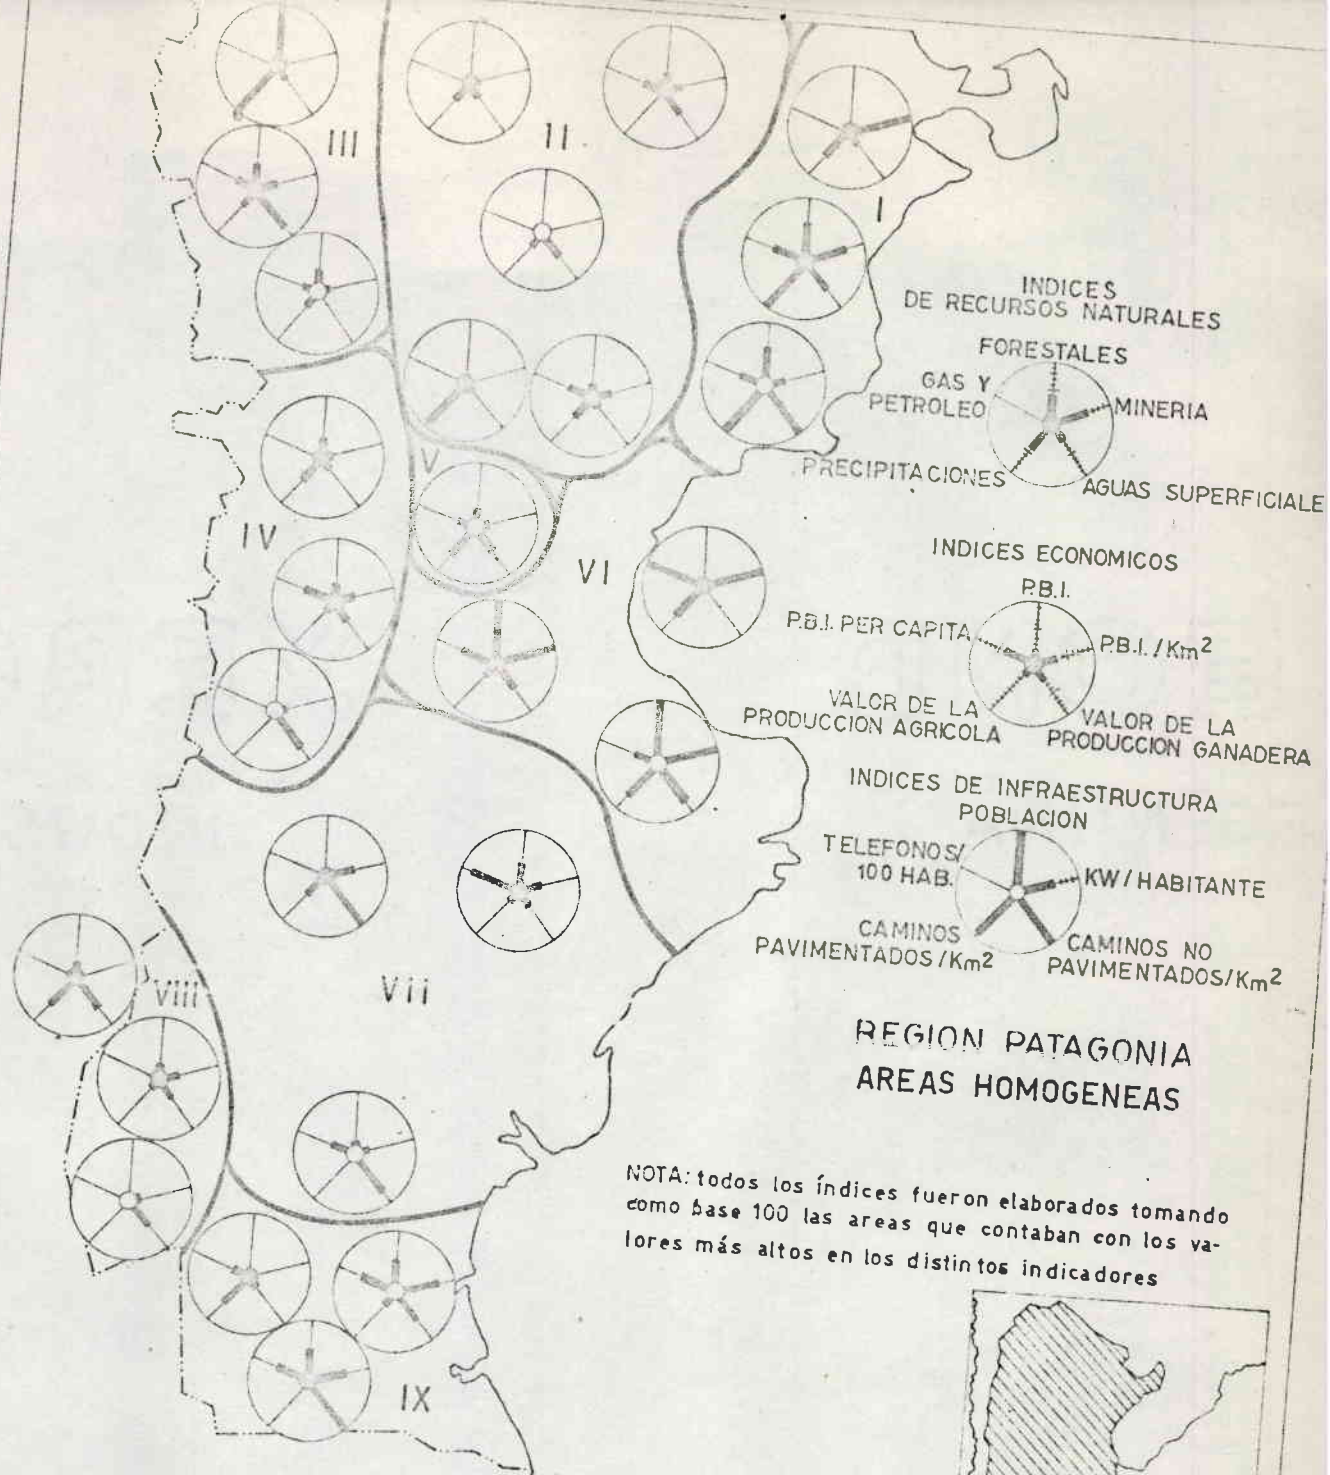 III
II
I
IV
V
VI
Vii
Viii
IX
INDICES
DE RECURSOS NATURALES
FORESTALES
GAS Y
PETROLEO
MINERIA
PRECIPITACIONES
AGUAS SUPERFICIALE
INDICES ECONOMICOS
P.B.I.
P.B.I. PER CAPITA
P.B.I. / Km²
VALOR DE LA
PRODUCCION AGRICOLA
VALOR DE LA
PRODUCCION GANADERA
INDICES DE INFRAESTRUCTURA
POBLACION
TELEFONOS/
100 HAB.
KW/HABITANTE
CAMINOS
PAVIMENTADOS/Km²
CAMINOS NO
PAVIMENTADOS/Km²
REGION PATAGONIA
AREAS HOMOGENEAS
NOTA: todos los índices fueron elaborados tomando
como base 100 las areas que contaban con los va-
lores más altos en los distintos indicadores